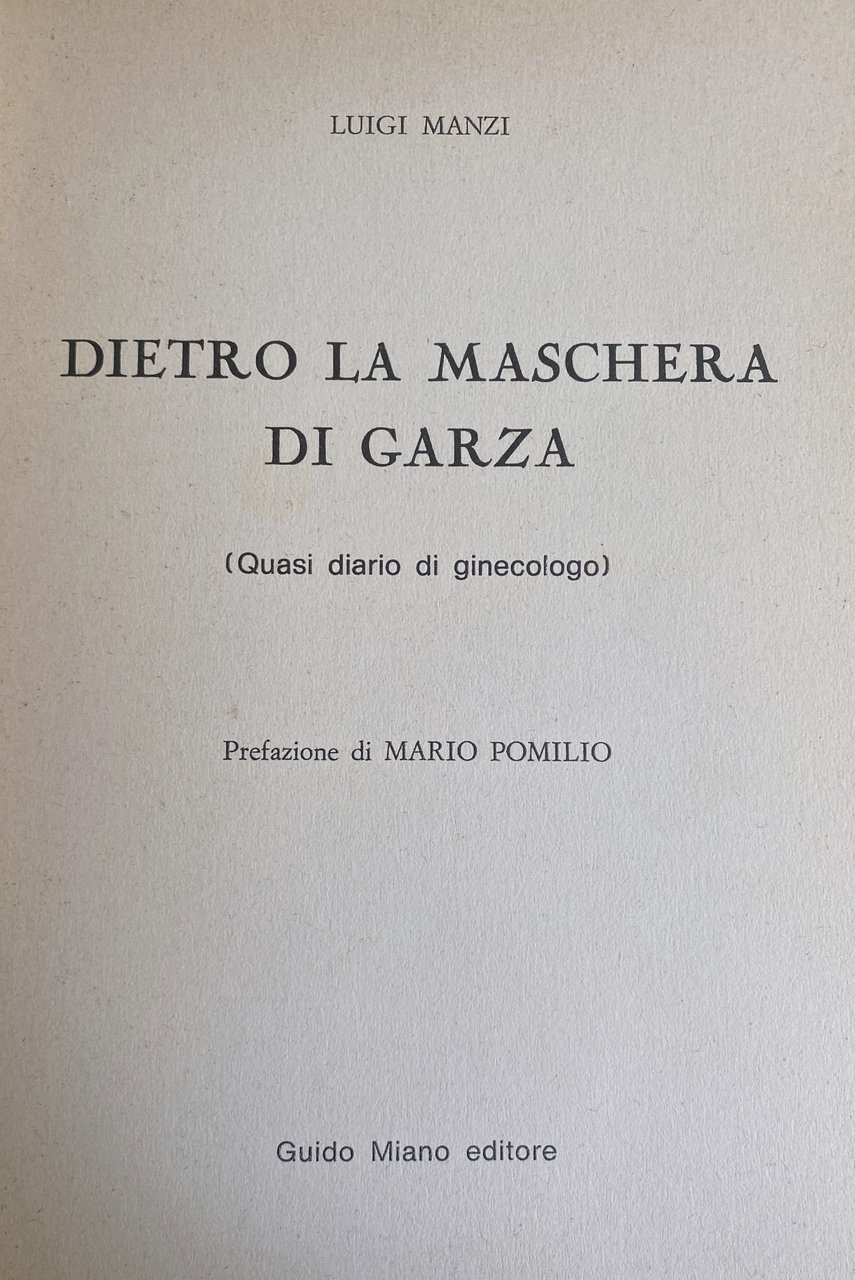 LUIGI MANZI
DIETRO LA MASCHERA
DI GARZA
(Quasi diario di ginecologo)
Prefazione di MARIO POMILIO
Guido Miano editore